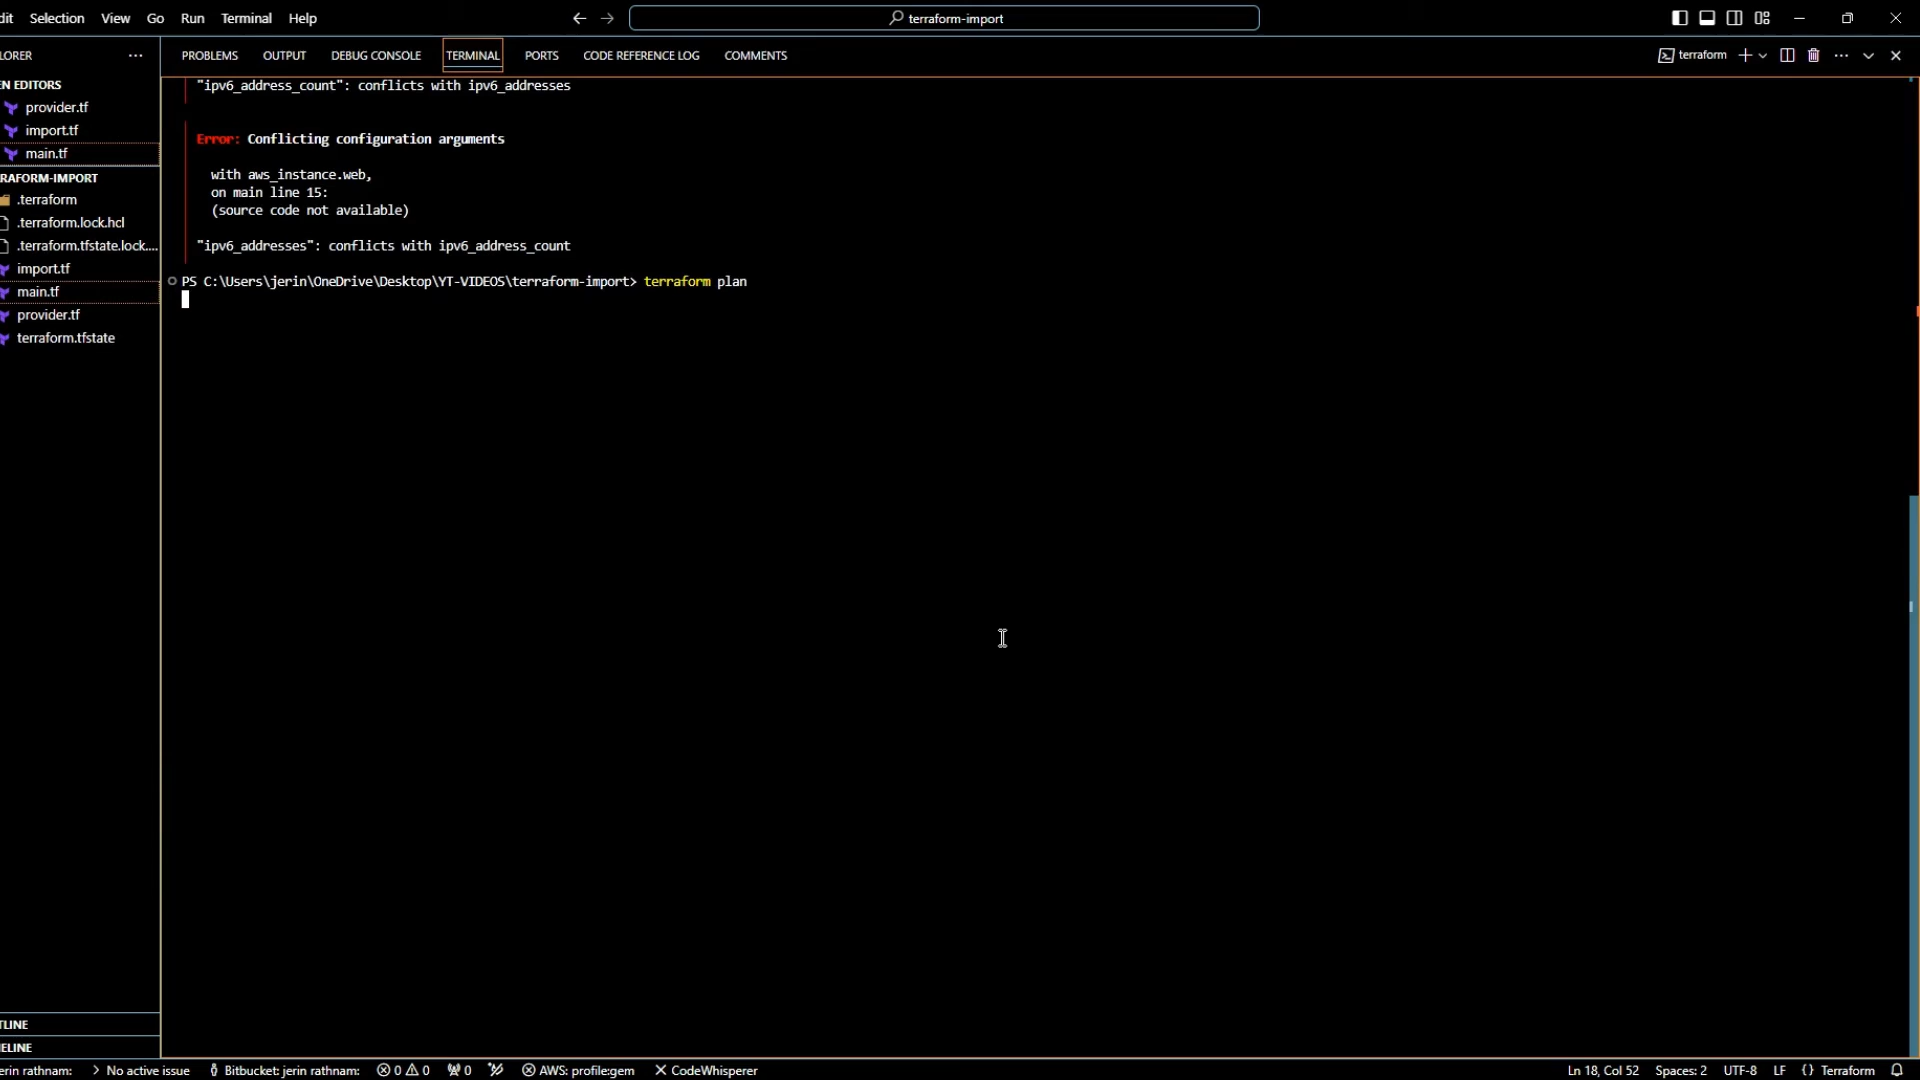 dit Selection View Go Run Terminal Help
terraform-import
LORER
PROBLEMS OUTPUT DEBUG CONSOLE TERMINAL PORTS CODE REFERENCE LOG COMMENTS
terraform
EN EDITORS
provider.tf
import.tf
main.tf
RAFORM-IMPORT
.terraform
.terraform.lock.hcl
.terraform.tfstate.lock....
import.tf
main.tf
provider.tf
terraform.tfstate
"ipv6_address_count": conflicts with ipv6_addresses
Error: Conflicting configuration arguments
with aws_instance.web,
on main line 15:
(source code not available)
"ipv6_addresses": conflicts with ipv6_address_count
PS C:\Users\jerin\OneDrive\Desktop\YT-VIDEOS\terraform-import> terraform plan
TLINE
ELINE
erin rathnam: > No active issue Bitbucket: jerin rathnam: 0 0 0 AWS: profile:gem CodeWhisperer
Ln 18, Col 52 Spaces: 2 UTF-8 LF {} Terraform